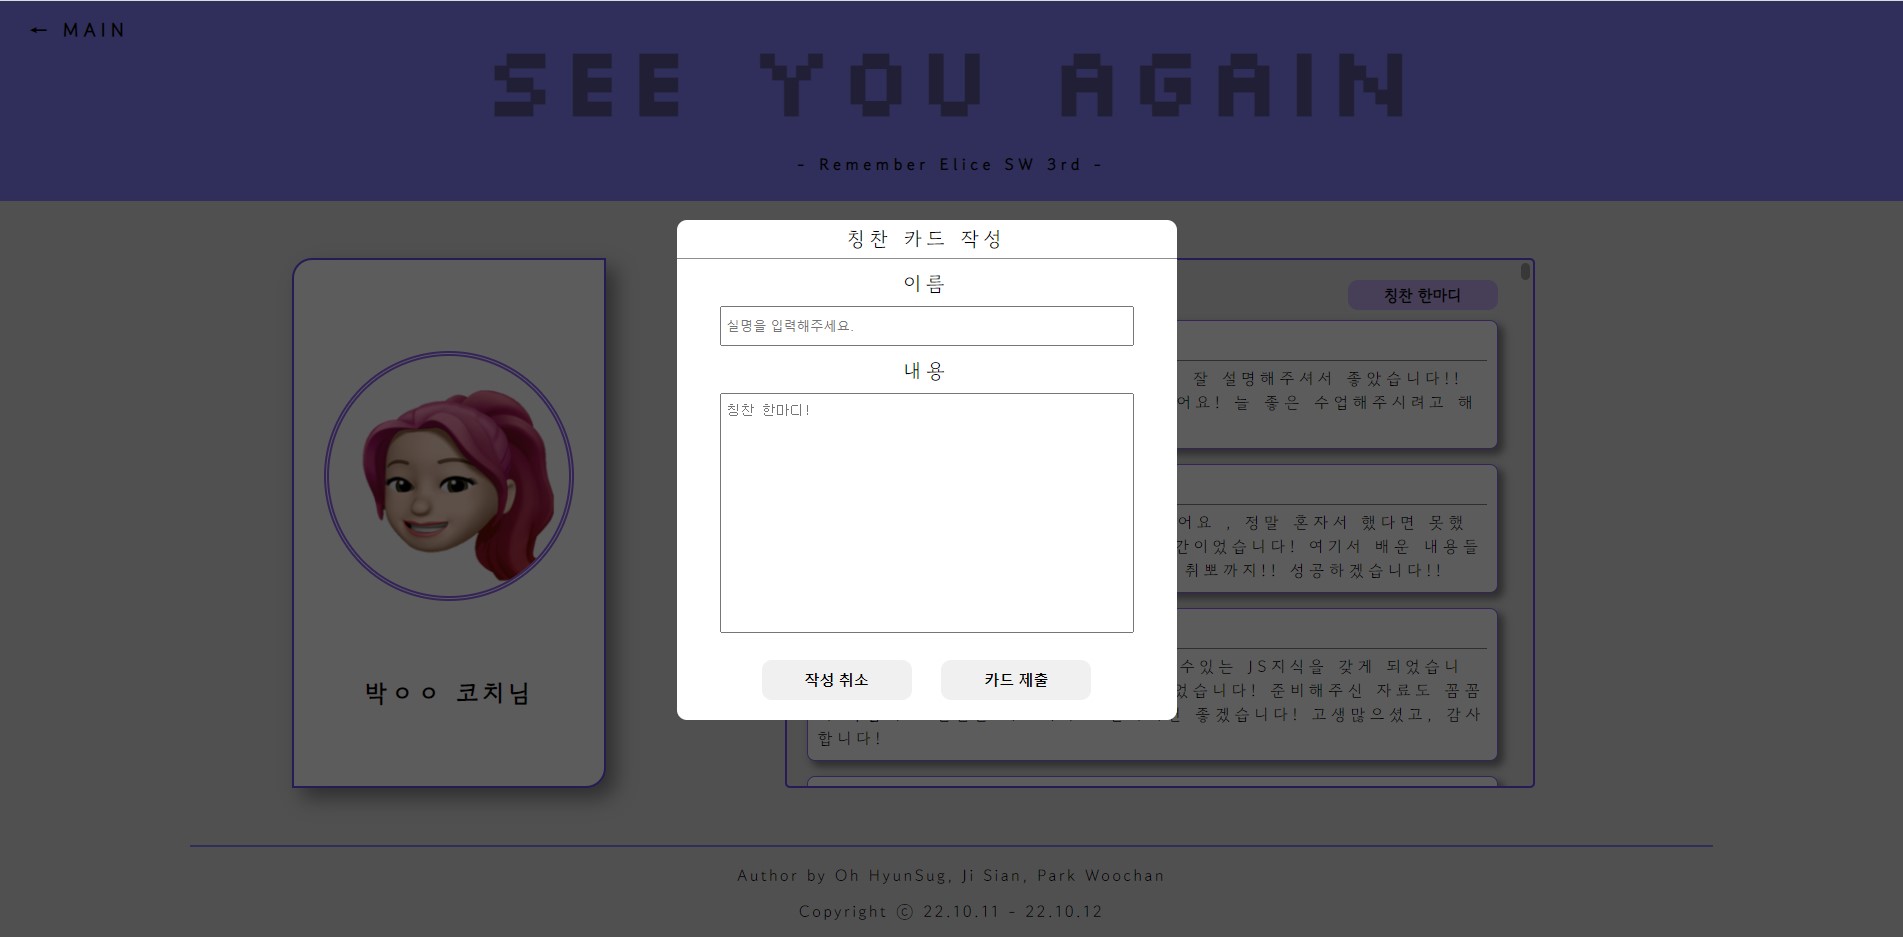 ← MAIN
SEE YOU AGAIN
- Remember Elice SW 3rd -
박ㅇㅇ 코치님
칭찬 카드 작성
이름
실명을 입력해주세요.
내용
칭찬 한마디!
작성 취소
카드 제출
칭찬 한마디
잘 설명해주셔서 좋았습니다!!
어요! 늘 좋은 수업해주시려고 해
어요 , 정말 혼자서 했다면 못했
간이었습니다! 여기서 배운 내용들
취뽀까지!! 성공하겠습니다!!
수있는 JS지식을 갖게 되었습니
었습니다! 준비해주신 자료도 꼼꼼
좋겠습니다! 고생많으셨고, 감사
합니다!
Author by Oh HyunSug, Ji Sian, Park Woochan
Copyright ⓒ 22.10.11 - 22.10.12